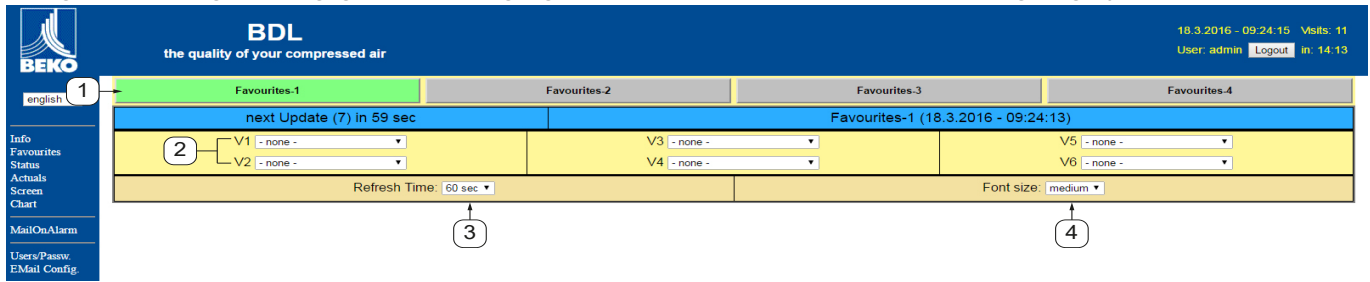 BEKO
BDL
the quality of your compressed air
18.3.2016 - 09:24:15 Visits: 11
User: admin Logout in: 14:13
english
1
Favourites-1 Favourites-2 Favourites-3 Favourites-4
next Update (7) in 59 sec Favourites-1 (18.3.2016 - 09:24:13)
2
V1 - none - V3 - none - V5 - none -
V2 - none - V4 - none - V6 - none -
Refresh Time: 60 sec Font size: medium
3 4
Info
Favourites
Status
Actuals
Screen
Chart
MailOnAlarm
Users/Passw.
EMail Config.